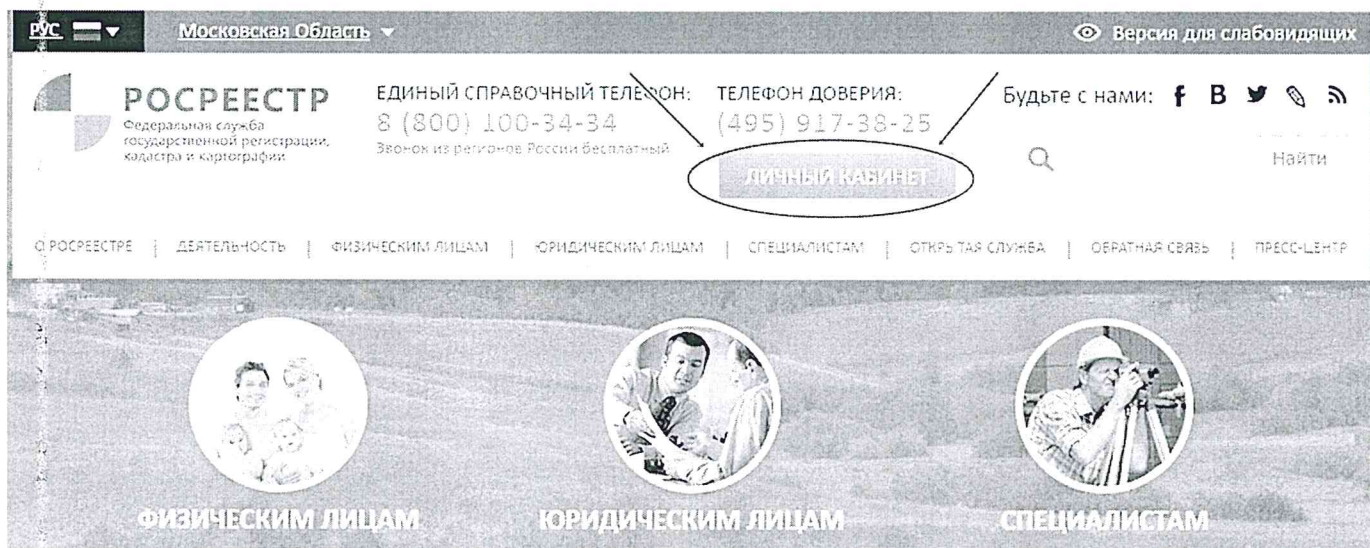 РУС
Московская Область
Версия для слабовидящих
РОСРЕЕСТР
Федеральная служба
государственной регистрации,
кадастра и картографии
ЕДИНЫЙ СПРАВОЧНЫЙ ТЕЛЕФОН:
8 (800) 100-34-34
Звонок из регионов России бесплатный
ТЕЛЕФОН ДОВЕРИЯ:
(495) 917-38-25
ЛИЧНЫЙ КАБИНЕТ
Будьте с нами:
Найти
О РОСРЕЕСТРЕ | ДЕЯТЕЛЬНОСТЬ | ФИЗИЧЕСКИМ ЛИЦАМ | ЮРИДИЧЕСКИМ ЛИЦАМ | СПЕЦИАЛИСТАМ | ОТКРЫТАЯ СЛУЖБА | ОБРАТНАЯ СВЯЗЬ | ПРЕСС-ЦЕНТР
ФИЗИЧЕСКИМ ЛИЦАМ
ЮРИДИЧЕСКИМ ЛИЦАМ
СПЕЦИАЛИСТАМ